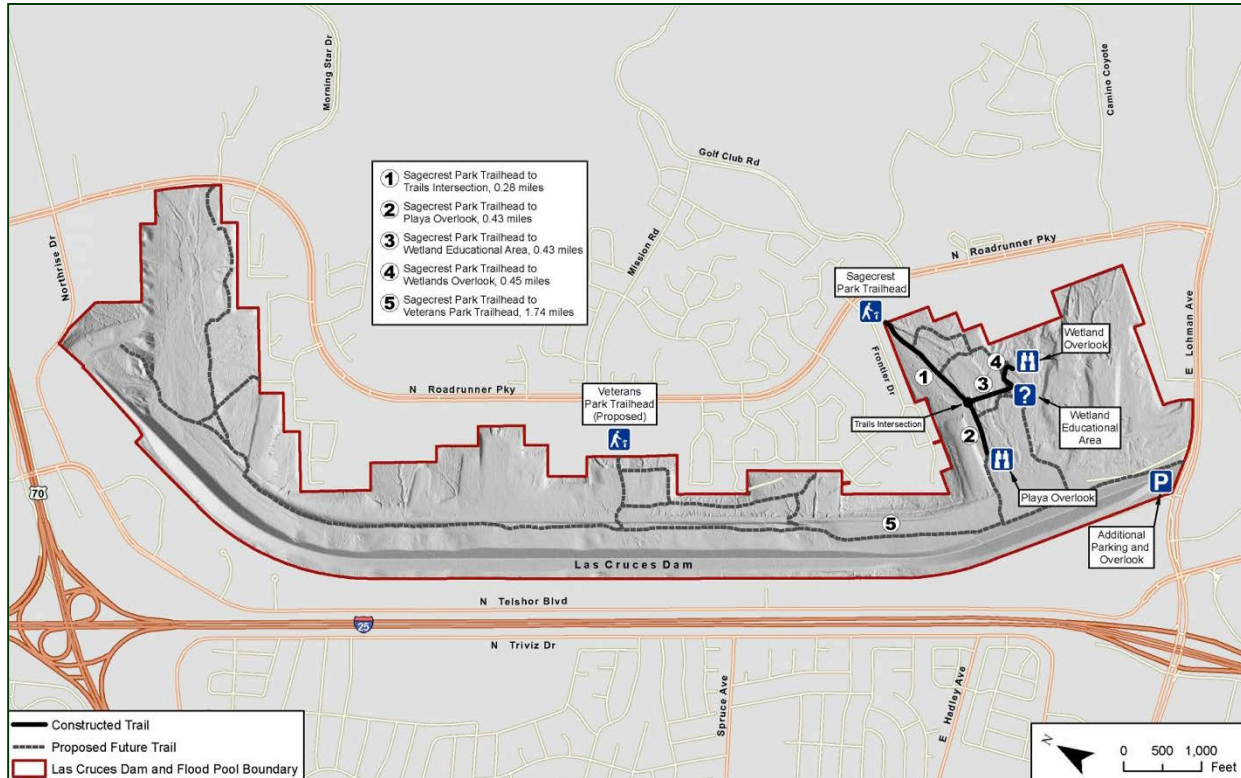 Morning Star Dr
Camino Coyote
Golf Club Rd
Northrise Dr
Mission Rd
1 Sagecrest Park Trailhead to
Trails Intersection, 0.28 miles
2 Sagecrest Park Trailhead to
Playa Overlook, 0.43 miles
3 Sagecrest Park Trailhead to
Wetland Educational Area, 0.43 miles
4 Sagecrest Park Trailhead to
Wetlands Overlook, 0.45 miles
5 Sagecrest Park Trailhead to
Veterans Park Trailhead, 1.74 miles
N Roadrunner Pky
Sagecrest
Park Trailhead
E Lohman Ave
Wetland
Overlook
4
Frontier Dr
1
3
?
N Roadrunner Pky
Veterans
Park Trailhead
(Proposed)
Trails Intersection
Wetland
Educational
Area
2
70
P
Playa Overlook
5
Additional
Parking and
Overlook
Las Cruces Dam
N Telshor Blvd
25
N Triviz Dr
Spruce Ave
E Hadley Ave
Constructed Trail
Proposed Future Trail
Las Cruces Dam and Flood Pool Boundary
N
0 500 1,000
Feet